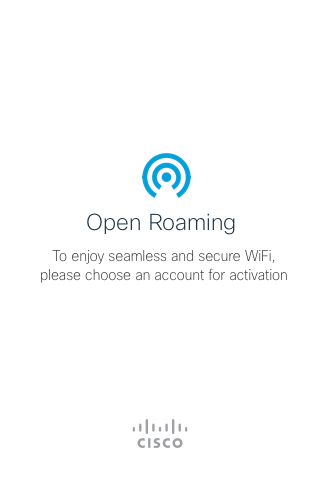 Open Roaming
To enjoy seamless and secure WiFi,
please choose an account for activation
CISCO